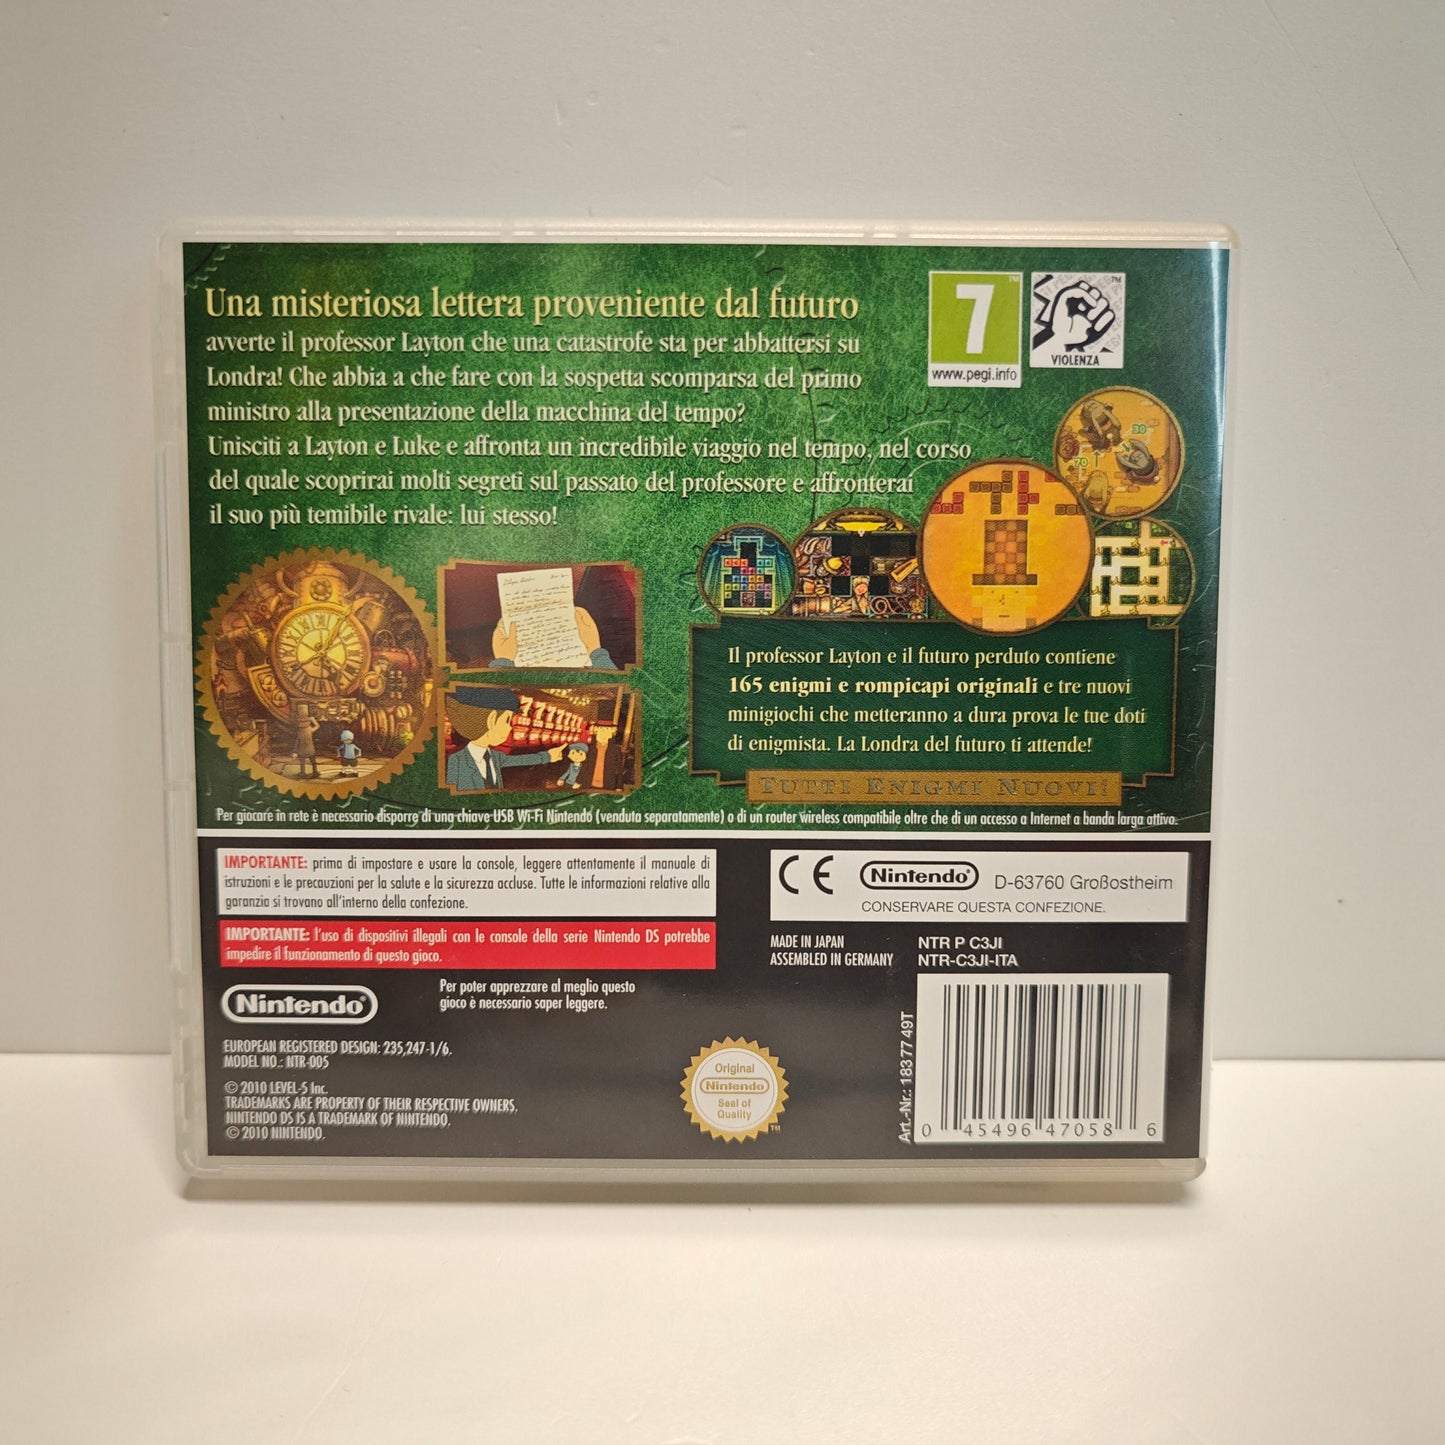 Una misteriosa lettera proveniente dal futuro
avverte il professor Layton che una catastrofe sta per abbattersi su
Londra! Che abbia a che fare con la sospetta scomparsa del primo
ministro alla presentazione della macchina del tempo?
Unisciti a Layton e Luke e affronta un incredibile viaggio nel tempo, nel corso
del quale scoprirai molti segreti sul passato del professore e affronterai
il suo più temibile rivale: lui stesso!
7
www.pegi.info
VIOLENZA
TM
TM
30
70
7 7 7 7
Il professor Layton e il futuro perduto contiene
165 enigmi e rompicapi originali e tre nuovi
minigiochi che metteranno a dura prova le tue doti
di enigmista. La Londra del futuro ti attende!
TUTTI ENIGMI NUOVI!
Per giocare in rete è necessario disporre di una chiave USB Wi-Fi Nintendo (venduta separatamente) o di un router wireless compatibile oltre che di un accesso a Internet a banda larga attivo.
IMPORTANTE: prima di impostare e usare la console, leggere attentamente il manuale di
istruzioni e le precauzioni per la salute e la sicurezza accluse. Tutte le informazioni relative alla
garanzia si trovano all'interno della confezione.
IMPORTANTE: l'uso di dispositivi illegali con le console della serie Nintendo DS potrebbe
impedire il funzionamento di questo gioco.
Nintendo®
Per poter apprezzare al meglio questo
gioco è necessario saper leggere.
EUROPEAN REGISTERED DESIGN: 235,247-1/6.
MODEL NO.: NTR-005
© 2010 LEVEL-5 Inc.
TRADEMARKS ARE PROPERTY OF THEIR RESPECTIVE OWNERS.
NINTENDO DS IS A TRADEMARK OF NINTENDO.
© 2010 NINTENDO.
Original
Nintendo
Seal of
Quality
TM
CE Nintendo® D-63760 Großostheim
CONSERVARE QUESTA CONFEZIONE.
MADE IN JAPAN
ASSEMBLED IN GERMANY
NTR P C3JI
NTR-C3JI-ITA
Art.-Nr.: 18377 49T
0 45496 47058 6